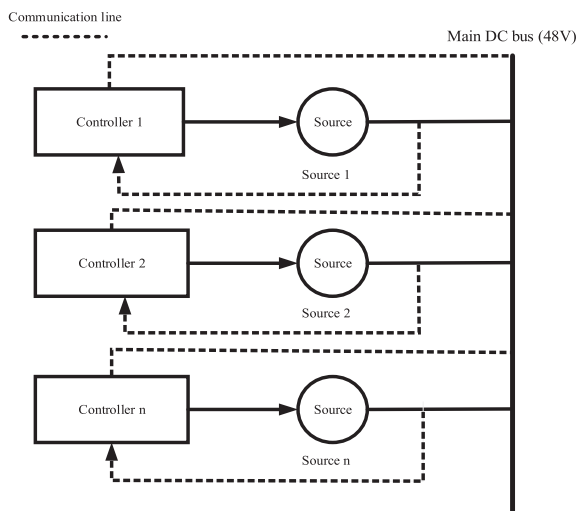 Communication line
Main DC bus (48V)
Controller 1
Source
Source 1
Controller 2
Source
Source 2
Controller n
Source
Source n